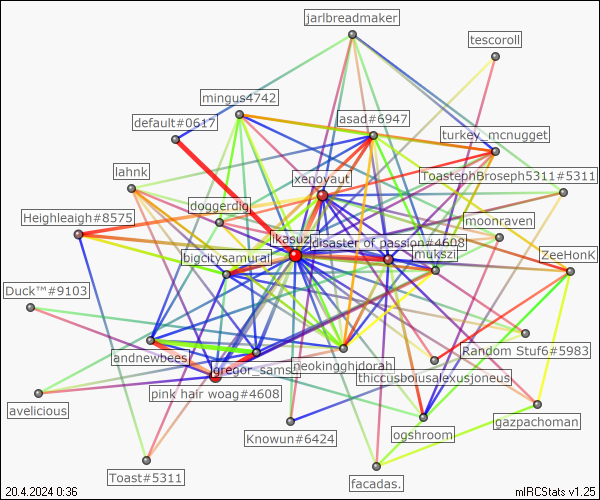 jarlbreadmaker
tescoroll
mingus4742
default#0617
asad#6947
turkey_mcnugget
lahnk
xenovaut
ToastephBroseph5311#5311
doggerdig
Heighleaigh#8575
moonraven
ikasuz
disaster of passion#4608
bigcitysamurai
mukszi
ZeeHonK
Duck™#9103
andnewbees
gregor_samsa
neokingghidorah
Random Stuf6#5983
thiccusboiusalexusjoneus
pink hair woag#4608
avelicious
gazpachoman
Knowun#6424
ogshroom
Toast#5311
facadas.
20.4.2024 0:36
mIRCStats v1.25